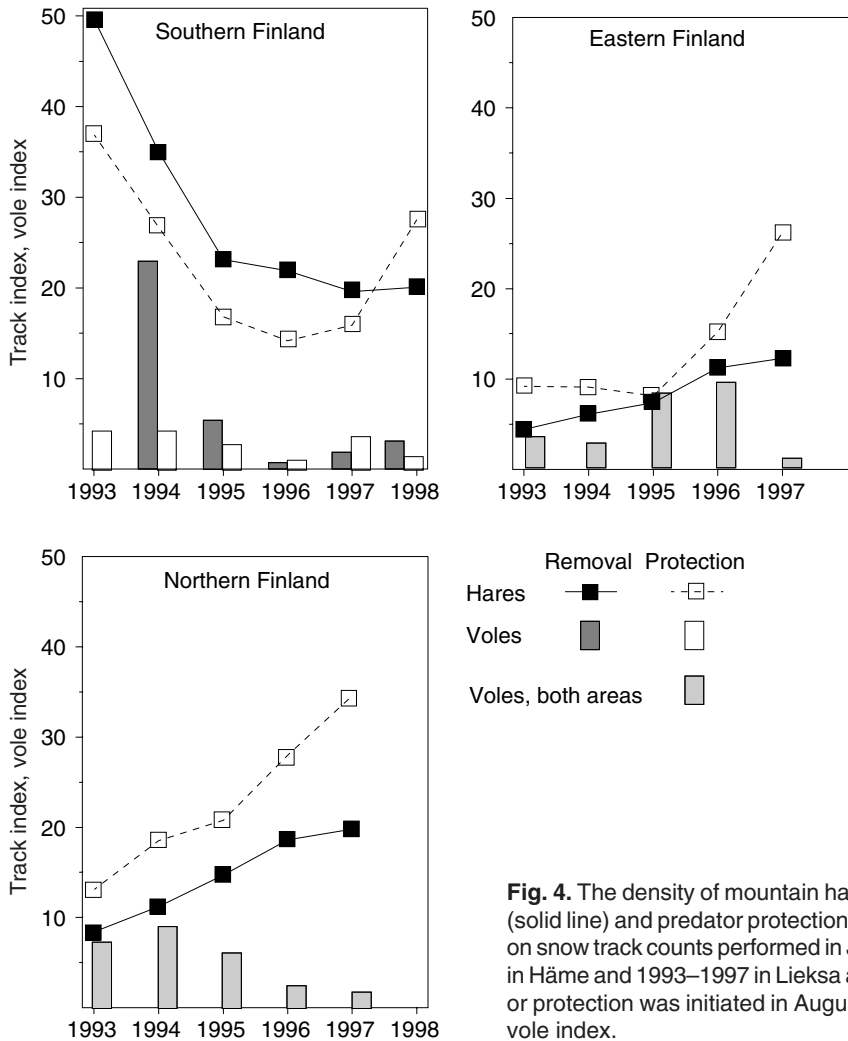 Southern Finland
Track index, vole index
50
40
30
20
10
1993 1994 1995 1996 1997 1998
Eastern Finland
50
40
30
20
10
1993 1994 1995 1996 1997
Northern Finland
Track index, vole index
50
40
30
20
10
1993 1994 1995 1996 1997 1998
Removal Protection
Hares
Voles
Voles, both areas
Fig. 4. The density of mountain ha
(solid line) and predator protection
on snow track counts performed in
in Häme and 1993–1997 in Lieksa a
or protection was initiated in Augu
vole index.